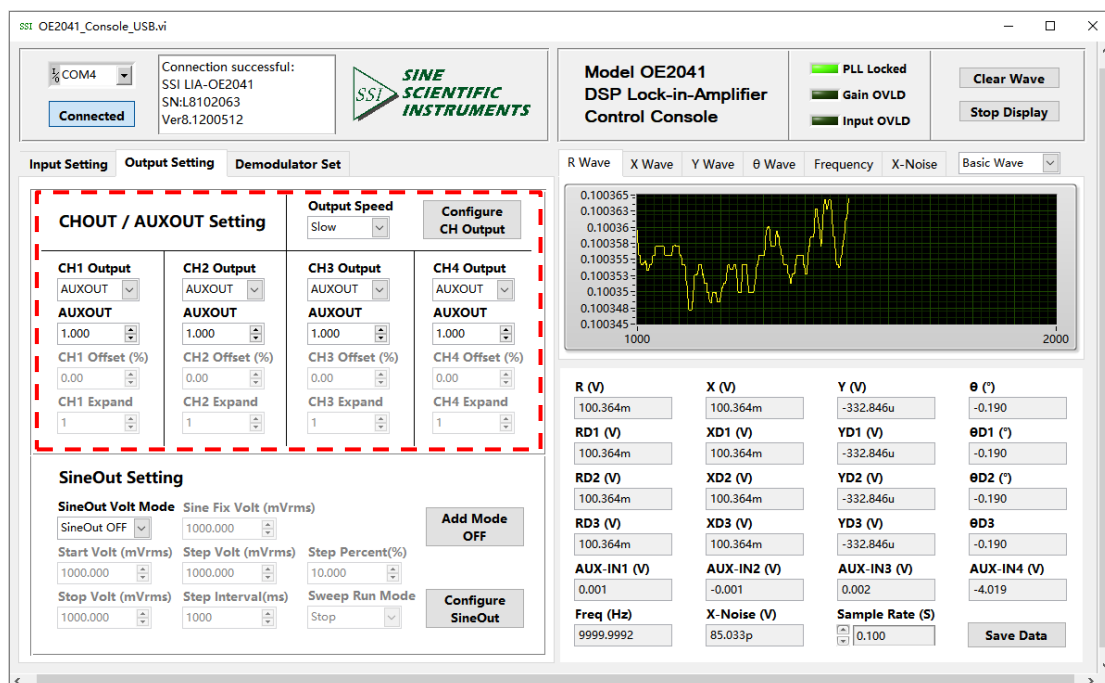 SSI OE2041_Console_USB.vi
COM4
Connected
Connection successful:
SSI LIA-OE2041
SN:L8102063
Ver8.1200512
SSI
SINE
SCIENTIFIC
INSTRUMENTS
Model OE2041
DSP Lock-in-Amplifier
Control Console
PLL Locked
Gain OVLD
Input OVLD
Clear Wave
Stop Display
Input Setting Output Setting Demodulator Set
CHOUT / AUXOUT Setting
Output Speed
Slow
Configure
CH Output
CH1 Output CH2 Output CH3 Output CH4 Output
AUXOUT AUXOUT AUXOUT AUXOUT
AUXOUT AUXOUT AUXOUT AUXOUT
1.000 1.000 1.000 1.000
CH1 Offset (%) CH2 Offset (%) CH3 Offset (%) CH4 Offset (%)
0.00 0.00 0.00 0.00
CH1 Expand CH2 Expand CH3 Expand CH4 Expand
1 1 1 1
SineOut Setting
SineOut Volt Mode Sine Fix Volt (mVrms)
SineOut OFF 1000.000
Add Mode
OFF
Start Volt (mVrms) Step Volt (mVrms) Step Percent(%)
1000.000 1000.000 10.000
Stop Volt (mVrms) Step Interval(ms) Sweep Run Mode
1000.000 1000 Stop
Configure
SineOut
R Wave X Wave Y Wave θ Wave Frequency X-Noise Basic Wave
0.100365
0.100363
0.10036
0.100358
0.100355
0.100353
0.10035
0.100348
0.100345
1000 2000
R (V) X (V) Y (V) θ (°)
100.364m 100.364m -332.846u -0.190
RD1 (V) XD1 (V) YD1 (V) θD1 (°)
100.364m 100.364m -332.846u -0.190
RD2 (V) XD2 (V) YD2 (V) θD2 (°)
100.364m 100.364m -332.846u -0.190
RD3 (V) XD3 (V) YD3 (V) θD3
100.364m 100.364m -332.846u -0.190
AUX-IN1 (V) AUX-IN2 (V) AUX-IN3 (V) AUX-IN4 (V)
0.001 -0.001 0.002 -4.019
Freq (Hz) X-Noise (V) Sample Rate (S)
9999.9992 85.033p 0.100 Save Data